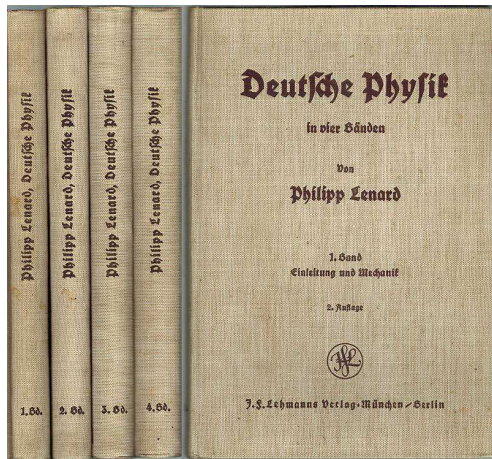 Philipp Lenard, Deutsche Physik
1. Bd.
Philipp Lenard, Deutsche Physik
2. Bd.
Philipp Lenard, Deutsche Physik
3. Bd.
Philipp Lenard, Deutsche Physik
4. Bd.
Deutsche Physik
in vier Bänden
Von
Philipp Lenard
1. Band
Einleitung und Mechanik
2. Auflage
J. F. Lehmanns Verlag · München / Berlin